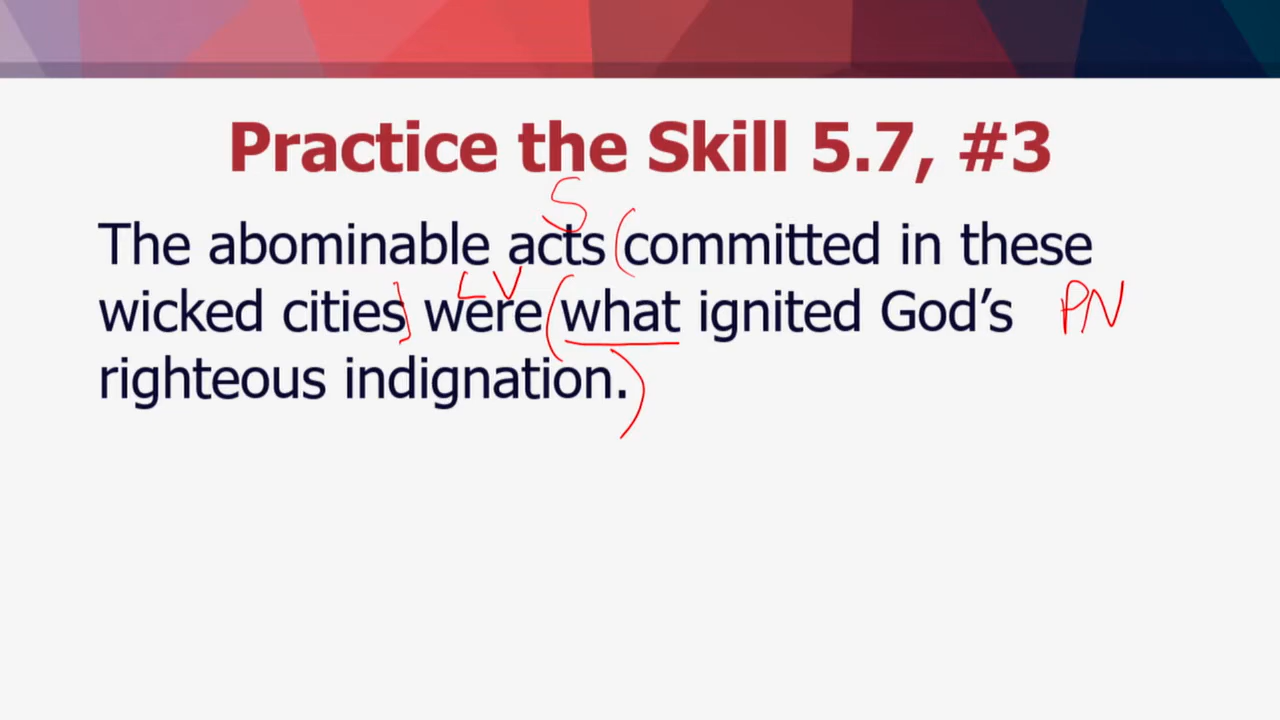 Practice the Skill 5.7, #3
S
The abominable acts (committed in these
LV
wicked cities) were (what ignited God's PN
righteous indignation.)